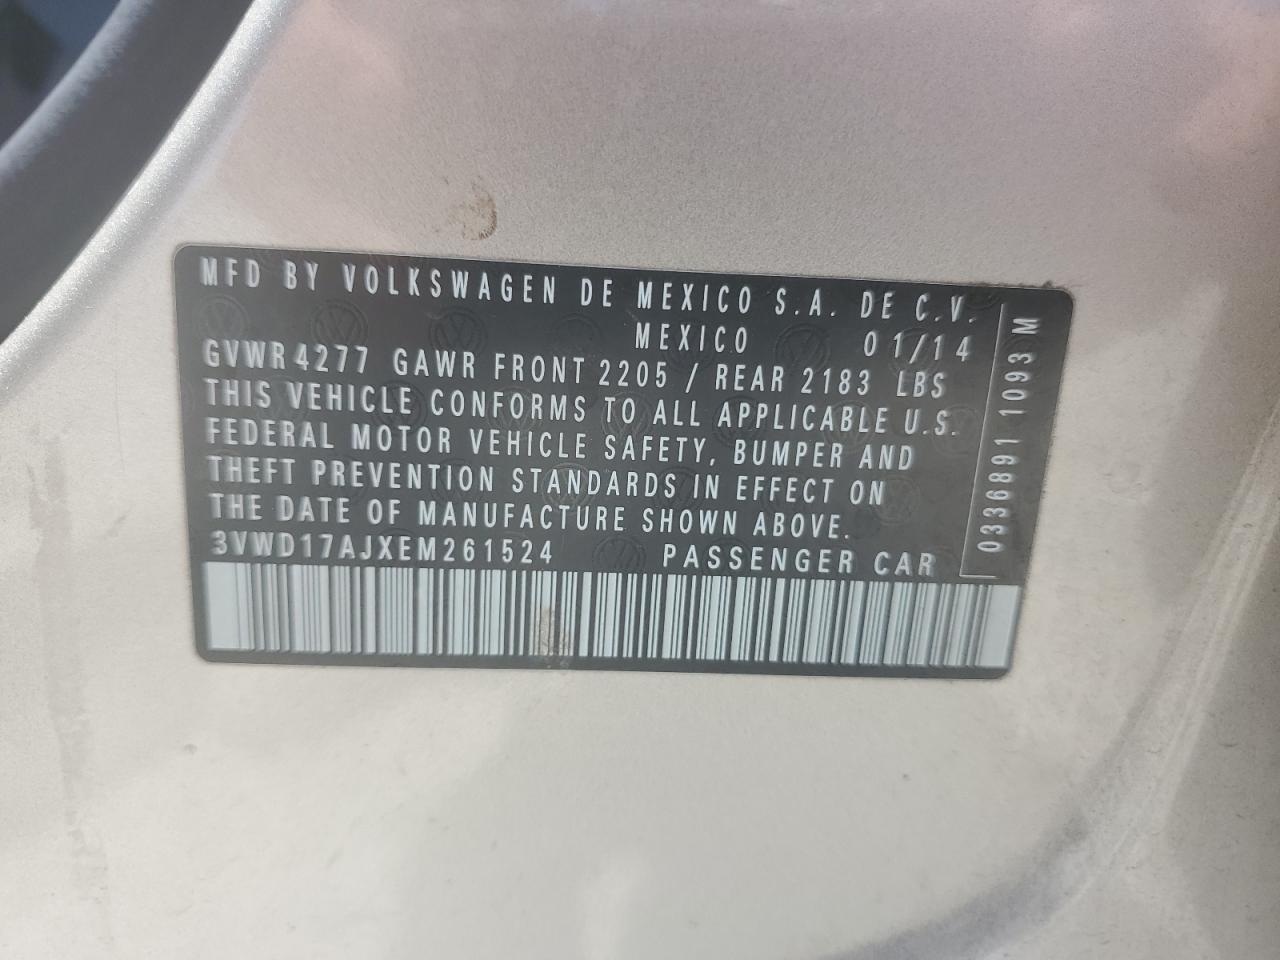 MFD BY VOLKSWAGEN DE MEXICO S.A. DE C.V.
MEXICO 01/14
GVWR 4277 GAWR FRONT 2205 / REAR 2183 LBS
THIS VEHICLE CONFORMS TO ALL APPLICABLE U.S.
FEDERAL MOTOR VEHICLE SAFETY, BUMPER AND
THEFT PREVENTION STANDARDS IN EFFECT ON
THE DATE OF MANUFACTURE SHOWN ABOVE.
3VWD17AJXEM261524 PASSENGER CAR
0336891 1093 M